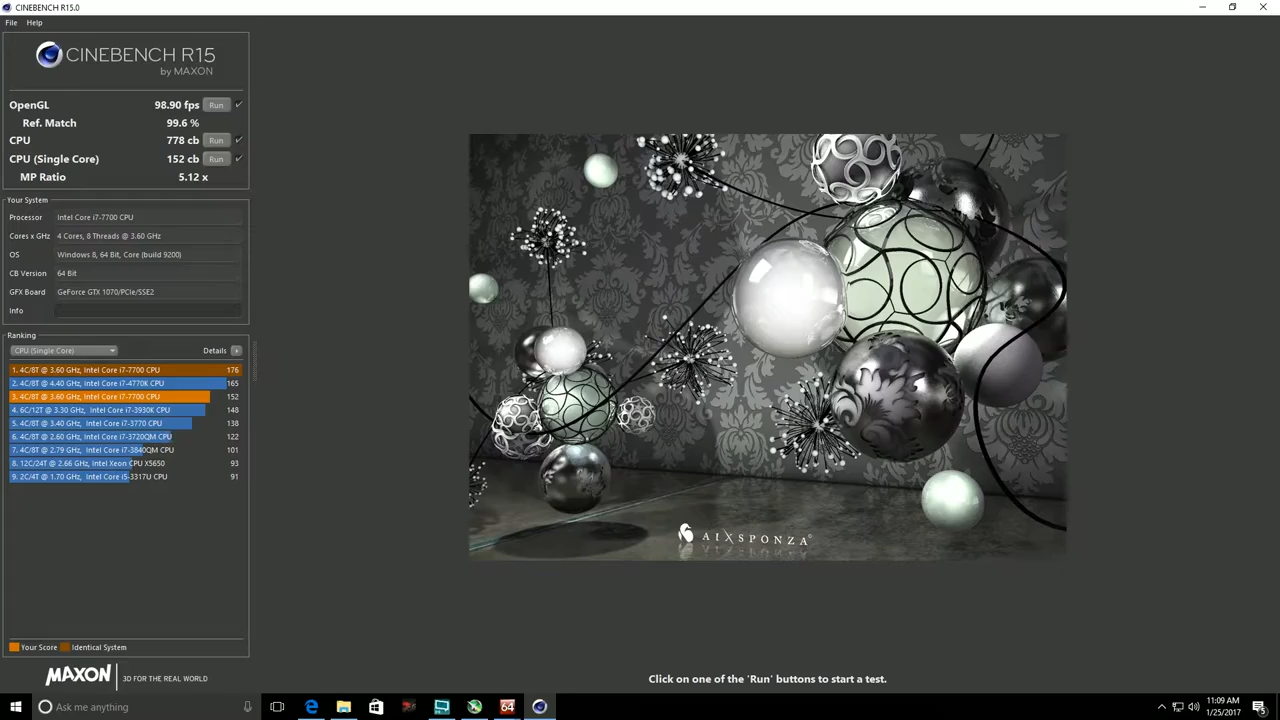 CINEBENCH R15.0
File Help
CINEBENCH R15
by MAXON
OpenGL 98.90 fps Run
Ref. Match 99.6 %
CPU 778 cb Run
CPU (Single Core) 152 cb Run
MP Ratio 5.12 x
Your System
Processor Intel Core i7-7700 CPU
Cores x GHz 4 Cores, 8 Threads @ 3.60 GHz
OS Windows 8, 64 Bit, Core (build 9200)
CB Version 64 Bit
GFX Board GeForce GTX 1070/PCIe/SSE2
Info
Ranking
CPU (Single Core) Details
1. 4C/8T @ 3.60 GHz, Intel Core i7-7700 CPU 176
2. 4C/8T @ 4.40 GHz, Intel Core i7-4770K CPU 165
3. 4C/8T @ 3.60 GHz, Intel Core i7-7700 CPU 152
4. 6C/12T @ 3.30 GHz, Intel Core i7-3930K CPU 148
5. 4C/8T @ 3.40 GHz, Intel Core i7-3770 CPU 138
6. 4C/8T @ 2.60 GHz, Intel Core i7-3720QM CPU 122
7. 4C/8T @ 2.79 GHz, Intel Core i7-3840QM CPU 101
8. 12C/24T @ 2.66 GHz, Intel Xeon CPU X5650 93
9. 2C/4T @ 1.70 GHz, Intel Core i5-3317U CPU 91
AIXSPONZA®
Your Score Identical System
MAXON 3D FOR THE REAL WORLD
Click on one of the 'Run' buttons to start a test.
Ask me anything
64
11:09 AM
1/25/2017
5